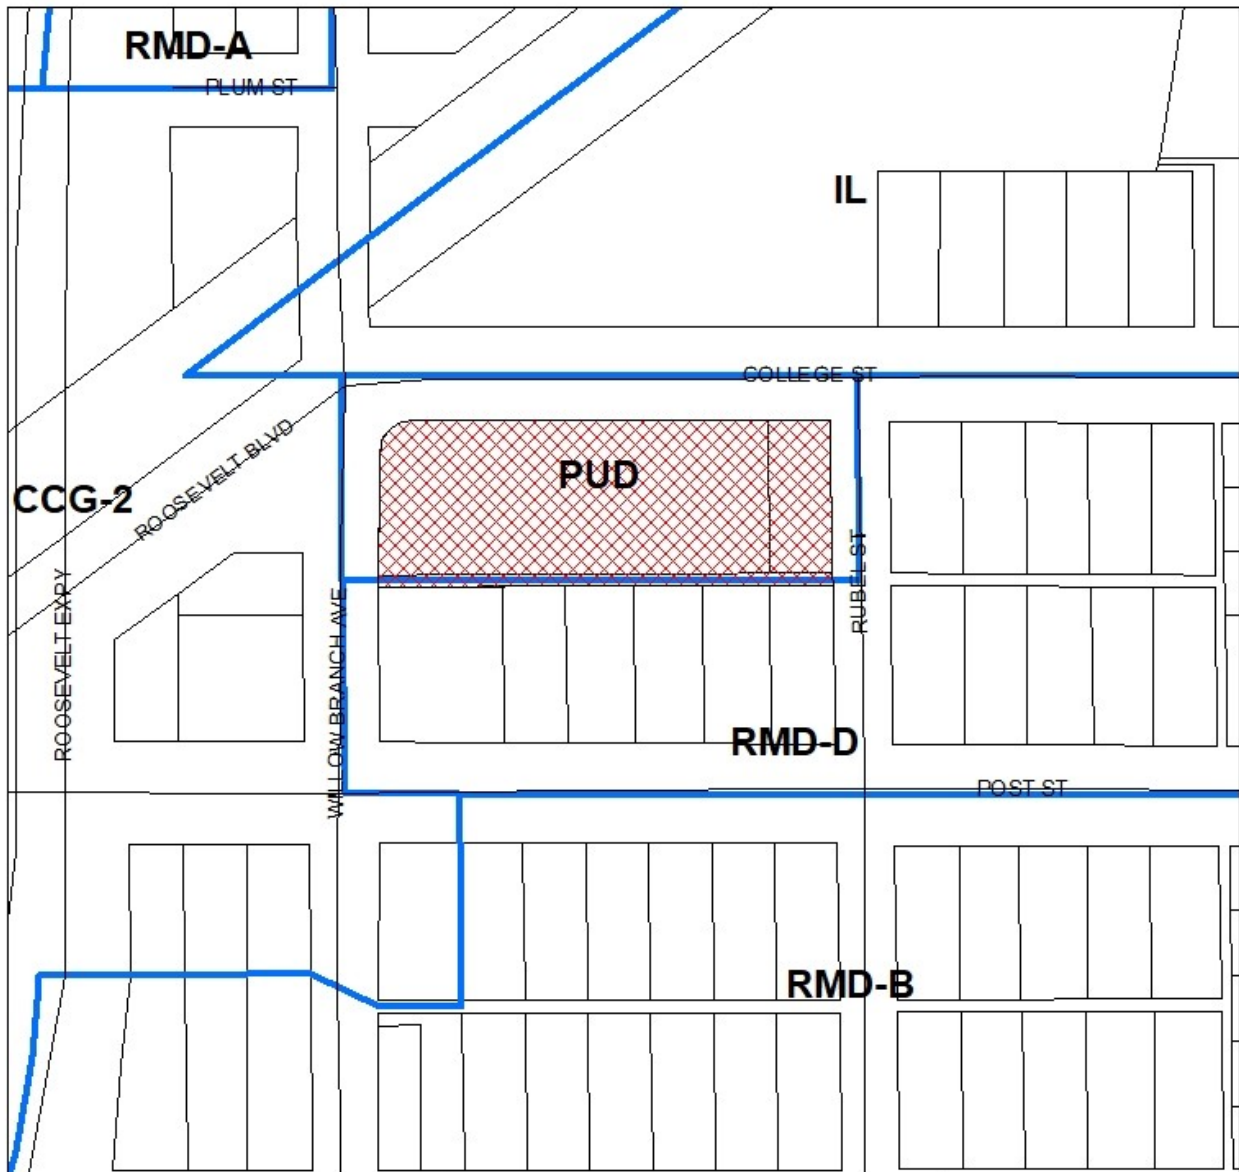 RMD-A
PLUM ST
IL
COLLEGE ST
ROOSEVELT BLVD
PUD
CCG-2
RUBEL ST
ROOSEVELT EXPY
WILLOW BRANCH AVE
RMD-D
POST ST
RMD-B